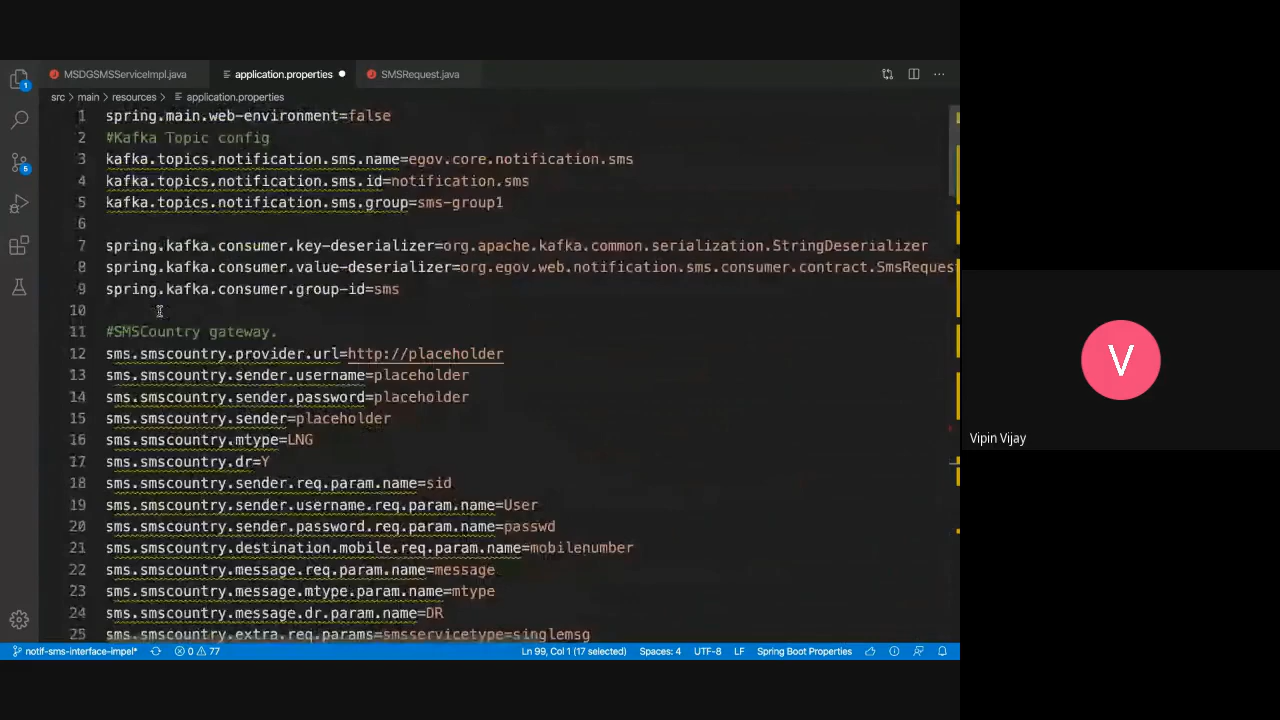 MSDGSMSServiceImpl.java
application.properties
SMSRequest.java
src > main > resources > application.properties
1 spring.main.web-environment=false
2 #Kafka Topic config
3 kafka.topics.notification.sms.name=egov.core.notification.sms
4 kafka.topics.notification.sms.id=notification.sms
5 kafka.topics.notification.sms.group=sms-group1
6
7 spring.kafka.consumer.key-deserializer=org.apache.kafka.common.serialization.StringDeserializer
8 spring.kafka.consumer.value-deserializer=org.egov.web.notification.sms.consumer.contract.SmsReques
9 spring.kafka.consumer.group-id=sms
10
11 #SMSCountry gateway.
12 sms.smscountry.provider.url=http://placeholder
13 sms.smscountry.sender.username=placeholder
14 sms.smscountry.sender.password=placeholder
15 sms.smscountry.sender=placeholder
16 sms.smscountry.mtype=LNG
17 sms.smscountry.dr=Y
18 sms.smscountry.sender.req.param.name=sid
19 sms.smscountry.sender.username.req.param.name=User
20 sms.smscountry.sender.password.req.param.name=passwd
21 sms.smscountry.destination.mobile.req.param.name=mobilenumber
22 sms.smscountry.message.req.param.name=message
23 sms.smscountry.message.mtype.param.name=mtype
24 sms.smscountry.message.dr.param.name=DR
25 sms.smscountry.extra.req.params=smsservicetype=singlemsg
1
5
notif-sms-interface-impel* 0 77 Ln 99, Col 1 (17 selected) Spaces: 4 UTF-8 LF Spring Boot Properties
V
Vipin Vijay